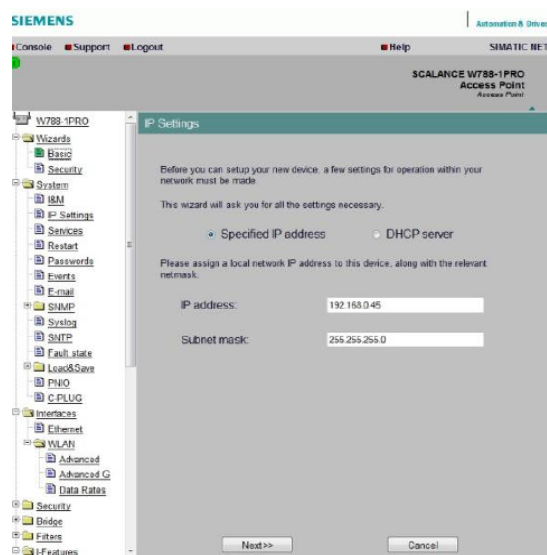 SIEMENS
Automation & Drives
Console Support Logout Help SIMATIC NET
SCALANCE W788-1PRO
Access Point
Access Point
W788-1PRO
IP Settings
Wizards
Basic
Security
System
I&M
IP Settings
Services
Restart
Passwords
Events
E-mail
SNMP
Syslog
SNTP
Fault state
Load&Save
PNIO
C-PLUG
Interfaces
Ethernet
WLAN
Advanced
Advanced G
Data Rates
Security
Bridge
Filters
I-Features
Before you can setup your new device, a few settings for operation within your
network must be made.
This wizard will ask you for all the settings necessary.
Specified IP address DHCP server
Please assign a local network IP address to this device, along with the relevant
netmask.
IP address: 192.168.0.45
Subnet mask: 255.255.255.0
Next>> Cancel